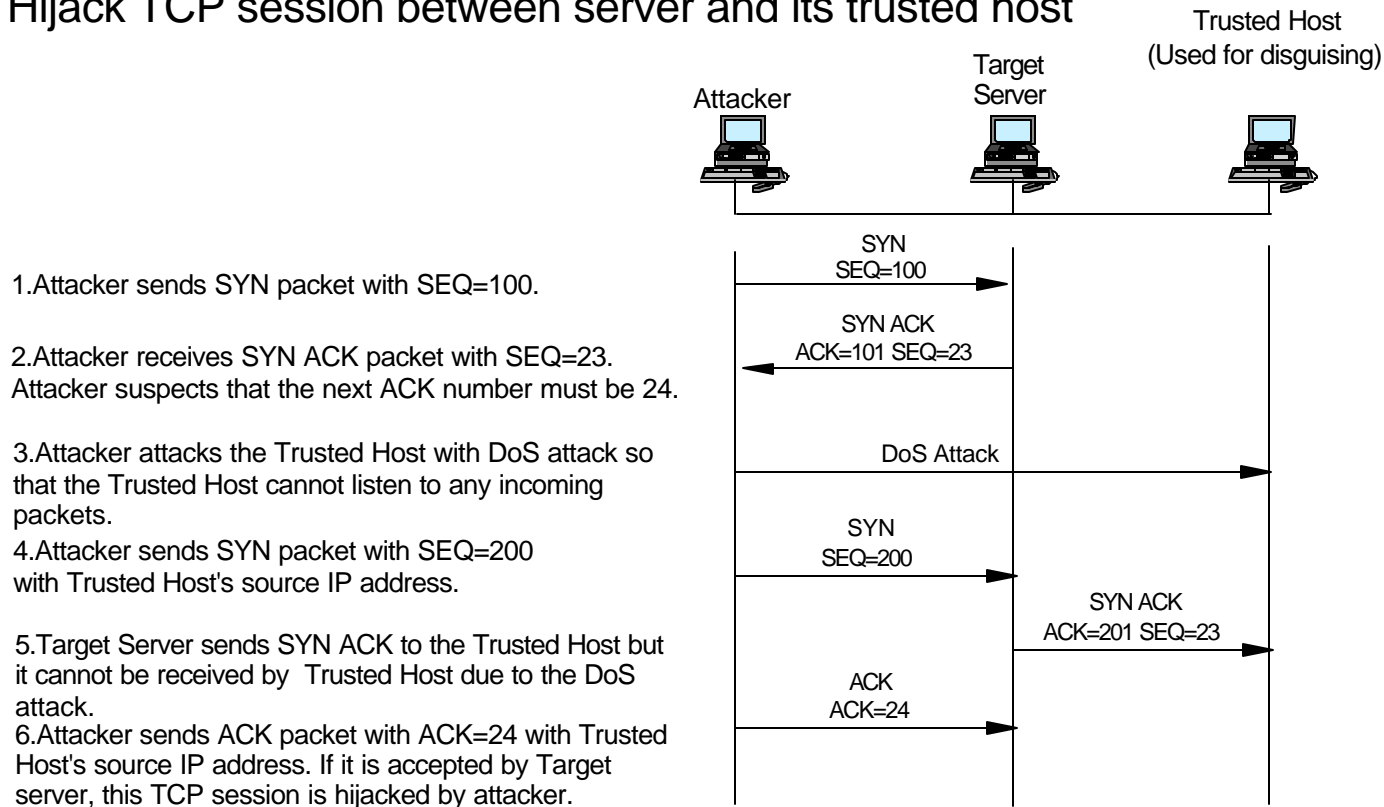 Hijack TCP session between server and its trusted host
Trusted Host
(Used for disguising)
Target
Server
Attacker
SYN
SEQ=100
1.Attacker sends SYN packet with SEQ=100.
SYN ACK
ACK=101 SEQ=23
2.Attacker receives SYN ACK packet with SEQ=23.
Attacker suspects that the next ACK number must be 24.
3.Attacker attacks the Trusted Host with DoS attack so
that the Trusted Host cannot listen to any incoming
packets.
DoS Attack
4.Attacker sends SYN packet with SEQ=200
with Trusted Host's source IP address.
SYN
SEQ=200
SYN ACK
ACK=201 SEQ=23
5.Target Server sends SYN ACK to the Trusted Host but
it cannot be received by Trusted Host due to the DoS
attack.
ACK
ACK=24
6.Attacker sends ACK packet with ACK=24 with Trusted
Host's source IP address. If it is accepted by Target
server, this TCP session is hijacked by attacker.